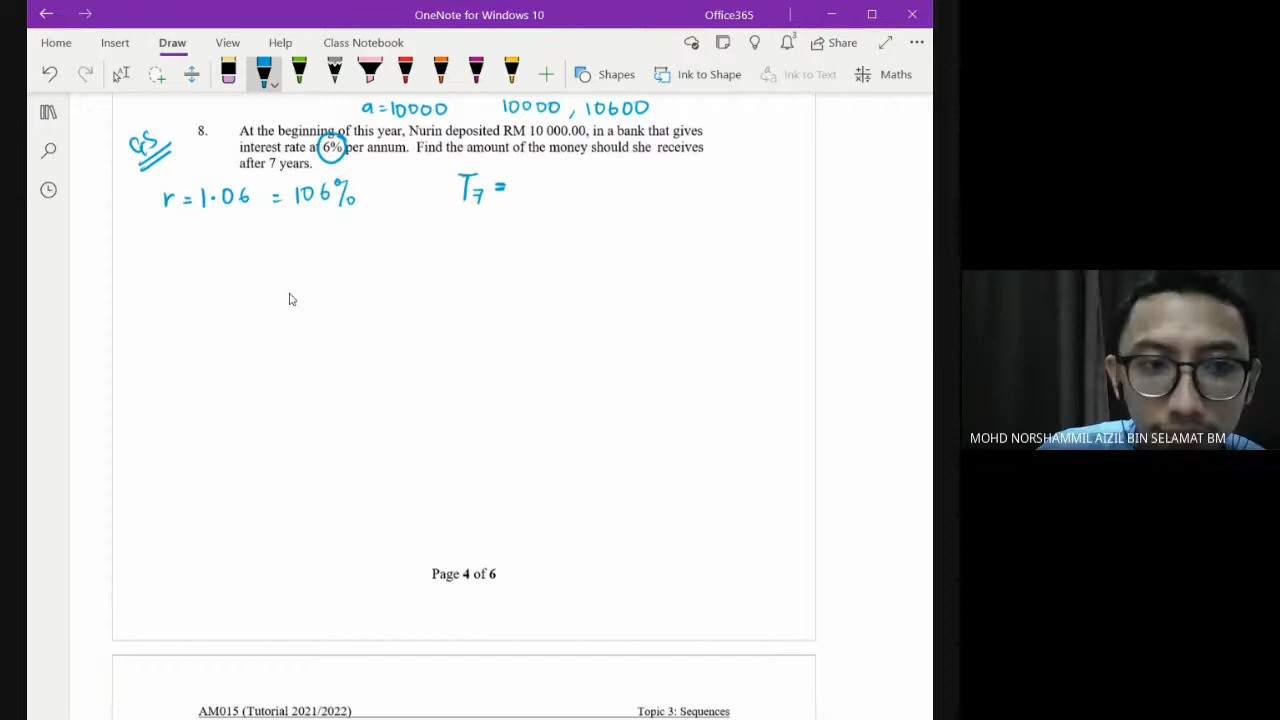 OneNote for Windows 10
Office365
Home Insert Draw View Help Class Notebook
Share
Shapes Ink to Shape Ink to Text Maths
a = 10000 10000 , 10600
8. At the beginning of this year, Nurin deposited RM 10 000.00, in a bank that gives
interest rate at 6% per annum. Find the amount of the money should she receives
after 7 years.
GS
r = 1.06 = 106%
T7 =
MOHD NORSHAMMIL AIZIL BIN SELAMAT BM
Page 4 of 6
AM015 (Tutorial 2021/2022) Topic 3: Sequences